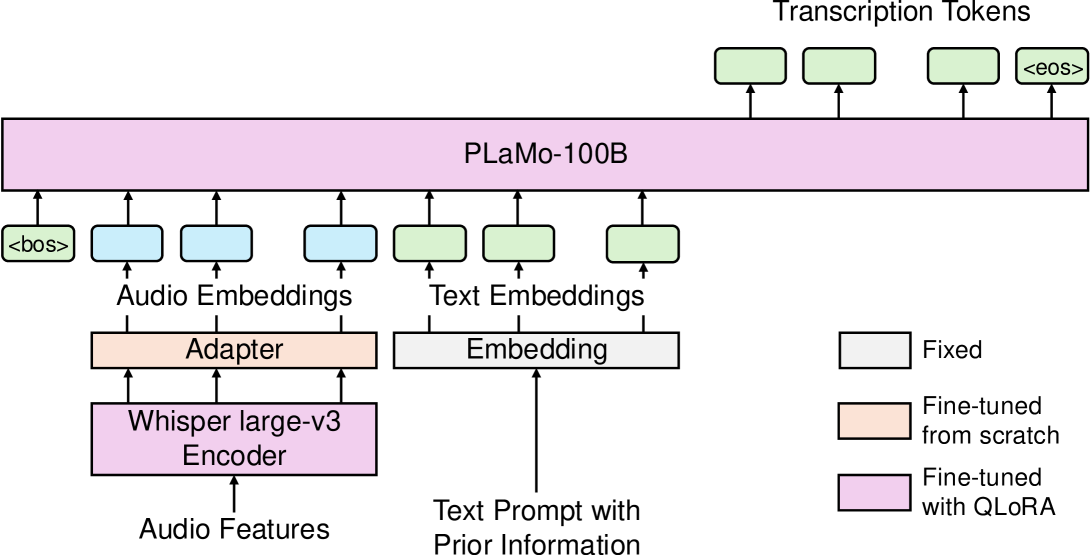 Transcription Tokens
<eos>
PLaMo-100B
<bos>
Audio Embeddings
Text Embeddings
Adapter
Embedding
Whisper large-v3
Encoder
Audio Features
Text Prompt with
Prior Information
Fixed
Fine-tuned
from scratch
Fine-tuned
with QLoRA